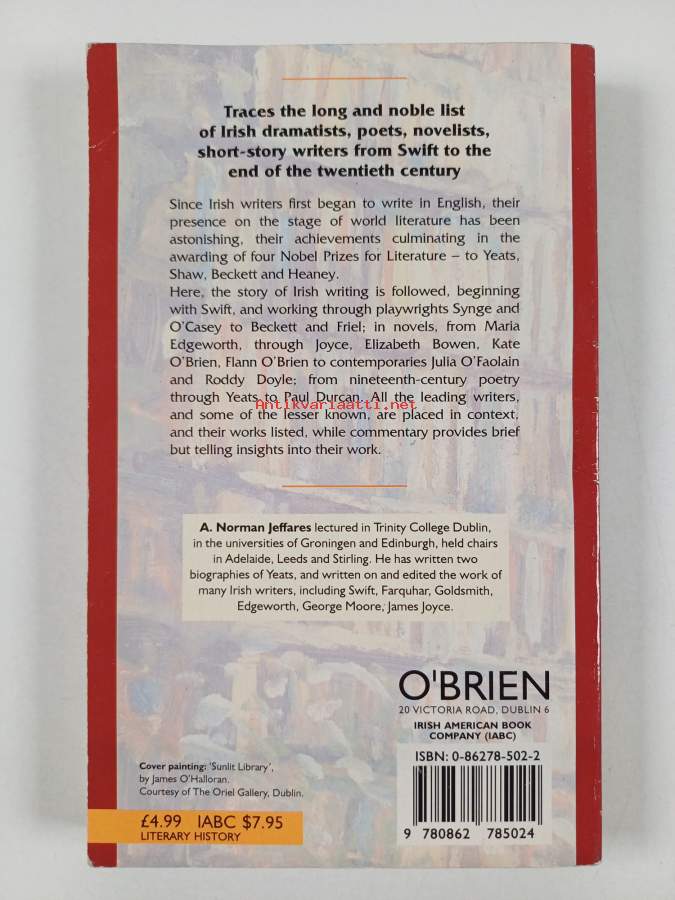 Traces the long and noble list
of Irish dramatists, poets, novelists,
short-story writers from Swift to the
end of the twentieth century
Since Irish writers first began to write in English, their
presence on the stage of world literature has been
astonishing, their achievements culminating in the
awarding of four Nobel Prizes for Literature – to Yeats,
Shaw, Beckett and Heaney.
Here, the story of Irish writing is followed, beginning
with Swift, and working through playwrights Synge and
O'Casey to Beckett and Friel; in novels, from Maria
Edgeworth, through Joyce, Elizabeth Bowen, Kate
O'Brien, Flann O'Brien to contemporaries Julia O'Faolain
and Roddy Doyle; from nineteenth-century poetry
through Yeats to Paul Durcan. All the leading writers,
Antikvariaatti.net
and some of the lesser known, are placed in context,
and their works listed, while commentary provides brief
but telling insights into their work.
A. Norman Jeffares lectured in Trinity College Dublin,
in the universities of Groningen and Edinburgh, held chairs
in Adelaide, Leeds and Stirling. He has written two
biographies of Yeats, and written on and edited the work of
many Irish writers, including Swift, Farquhar, Goldsmith,
Edgeworth, George Moore, James Joyce.
O'BRIEN
20 VICTORIA ROAD, DUBLIN 6
IRISH AMERICAN BOOK
COMPANY (IABC)
ISBN: 0-86278-502-2
9 780862 785024
Cover painting: 'Sunlit Library',
by James O'Halloran.
Courtesy of The Oriel Gallery, Dublin.
£4.99 IABC $7.95
LITERARY HISTORY